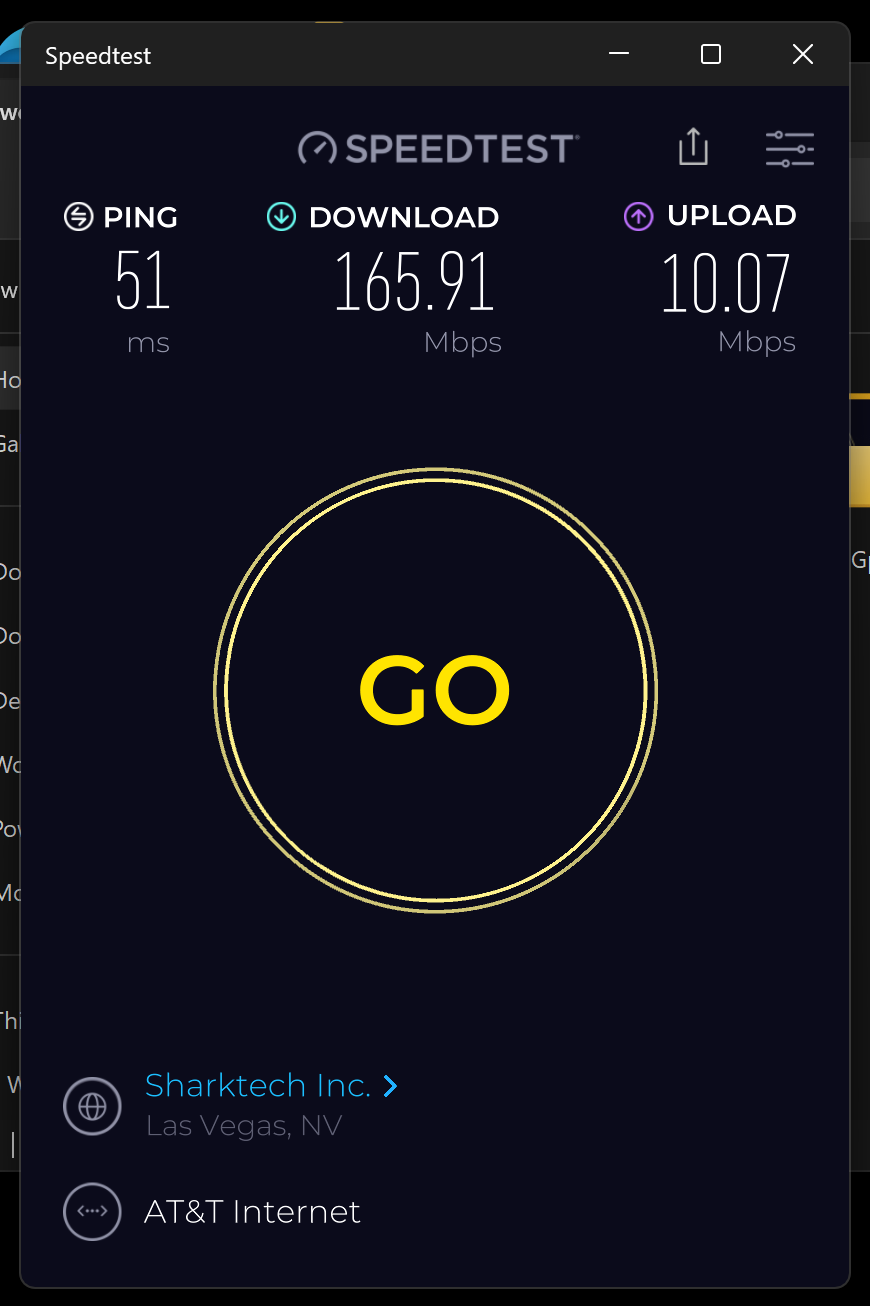 Speedtest
SPEEDTEST
PING
DOWNLOAD
UPLOAD
51
165.91
10.07
ms
Mbps
Mbps
GO
Sharktech Inc.
Las Vegas, NV
AT&T Internet